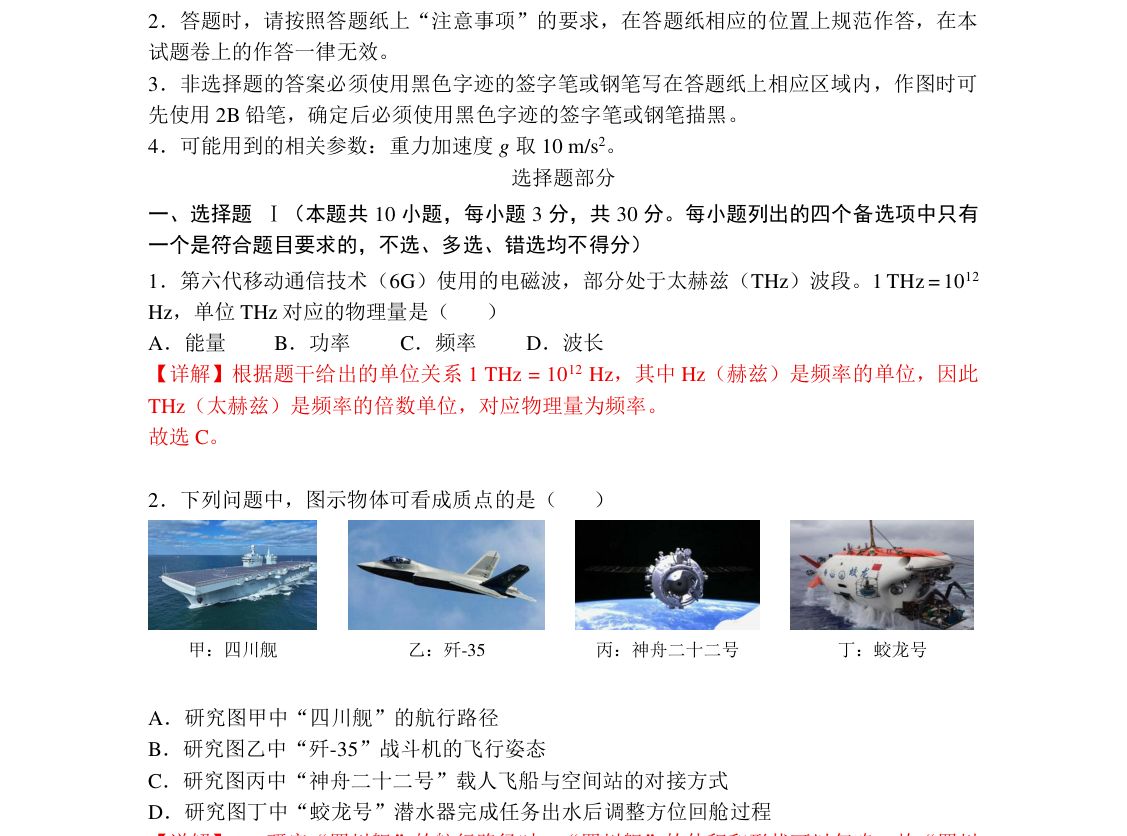 2．答题时，请按照答题纸上“注意事项”的要求，在答题纸相应的位置上规范作答，在本
试题卷上的作答一律无效。
3．非选择题的答案必须使用黑色字迹的签字笔或钢笔写在答题纸上相应区域内，作图时可
先使用 2B 铅笔，确定后必须使用黑色字迹的签字笔或钢笔描黑。
4．可能用到的相关参数：重力加速度 g 取 10 m/s²。
选择题部分
一、选择题 Ⅰ（本题共 10 小题，每小题 3 分，共 30 分。每小题列出的四个备选项中只有
一个是符合题目要求的，不选、多选、错选均不得分）
1．第六代移动通信技术（6G）使用的电磁波，部分处于太赫兹（THz）波段。1 THz = 10¹²
Hz，单位 THz 对应的物理量是（　　）
A．能量　　B．功率　　C．频率　　D．波长
【详解】根据题干给出的单位关系 1 THz = 10¹² Hz，其中 Hz（赫兹）是频率的单位，因此
THz（太赫兹）是频率的倍数单位，对应物理量为频率。
故选 C。
2．下列问题中，图示物体可看成质点的是（　　）
蛟龙
甲：四川舰　　乙：歼-35　　丙：神舟二十二号　　丁：蛟龙号
A．研究图甲中“四川舰”的航行路径
B．研究图乙中“歼-35”战斗机的飞行姿态
C．研究图丙中“神舟二十二号”载人飞船与空间站的对接方式
D．研究图丁中“蛟龙号”潜水器完成任务出水后调整方位回舱过程